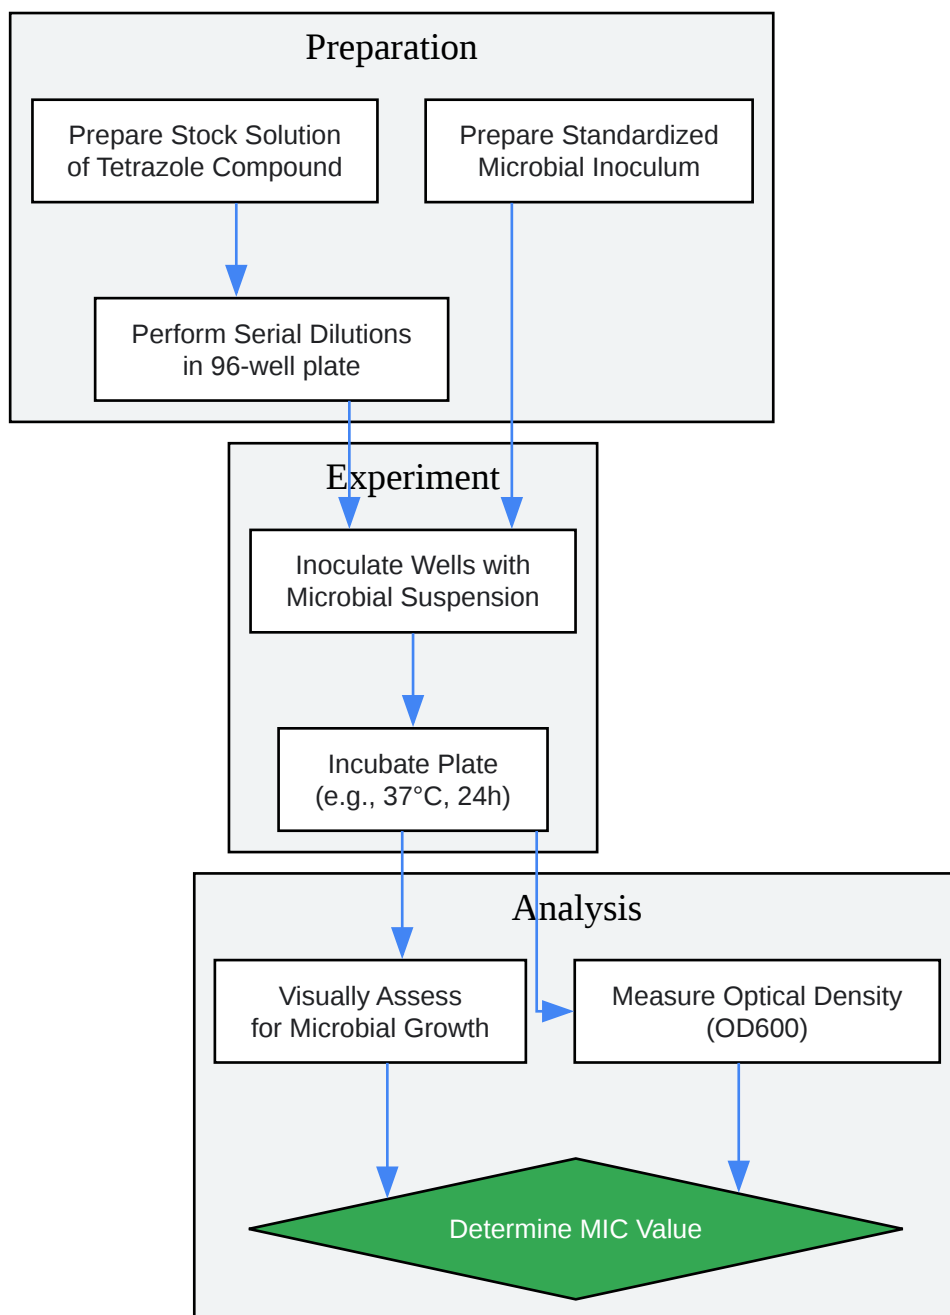 Preparation
Prepare Stock Solution
of Tetrazole Compound
Prepare Standardized
Microbial Inoculum
Perform Serial Dilutions
in 96-well plate
Experiment
Inoculate Wells with
Microbial Suspension
Incubate Plate
(e.g., 37°C, 24h)
Analysis
Visually Assess
for Microbial Growth
Measure Optical Density
(OD600)
Determine MIC Value